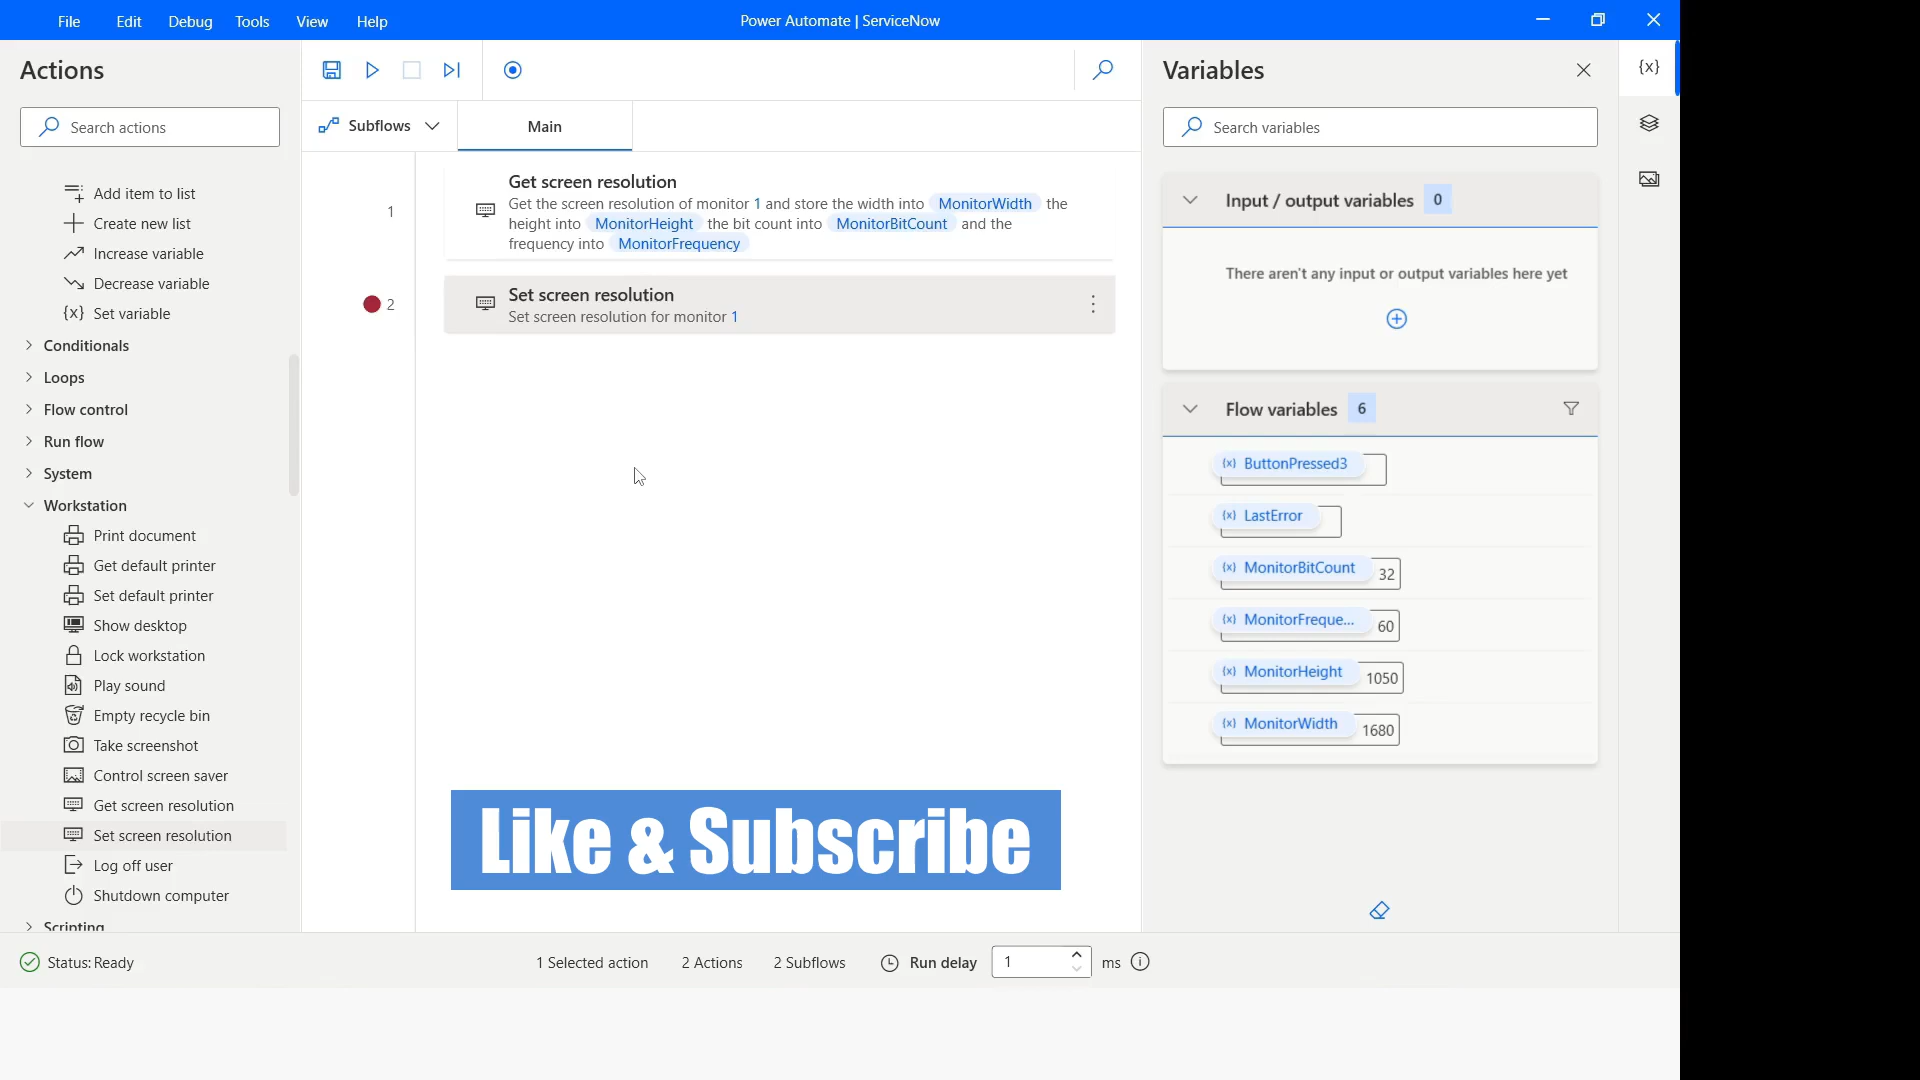 File Edit Debug Tools View Help
Power Automate | ServiceNow
Actions
Search actions
Add item to list
Create new list
Increase variable
Decrease variable
{x} Set variable
Conditionals
Loops
Flow control
Run flow
System
Workstation
Print document
Get default printer
Set default printer
Show desktop
Lock workstation
Play sound
Empty recycle bin
Take screenshot
Control screen saver
Get screen resolution
Set screen resolution
Log off user
Shutdown computer
Scripting
Subflows
Main
1
Get screen resolution
Get the screen resolution of monitor 1 and store the width into MonitorWidth the
height into MonitorHeight the bit count into MonitorBitCount and the
frequency into MonitorFrequency
2
Set screen resolution
Set screen resolution for monitor 1
Like & Subscribe
Variables
{x}
Search variables
Input / output variables 0
There aren't any input or output variables here yet
Flow variables 6
{x} ButtonPressed3
{x} LastError
{x} MonitorBitCount 32
{x} MonitorFreque... 60
{x} MonitorHeight 1050
{x} MonitorWidth 1680
Status: Ready
1 Selected action
2 Actions
2 Subflows
Run delay 1 ms